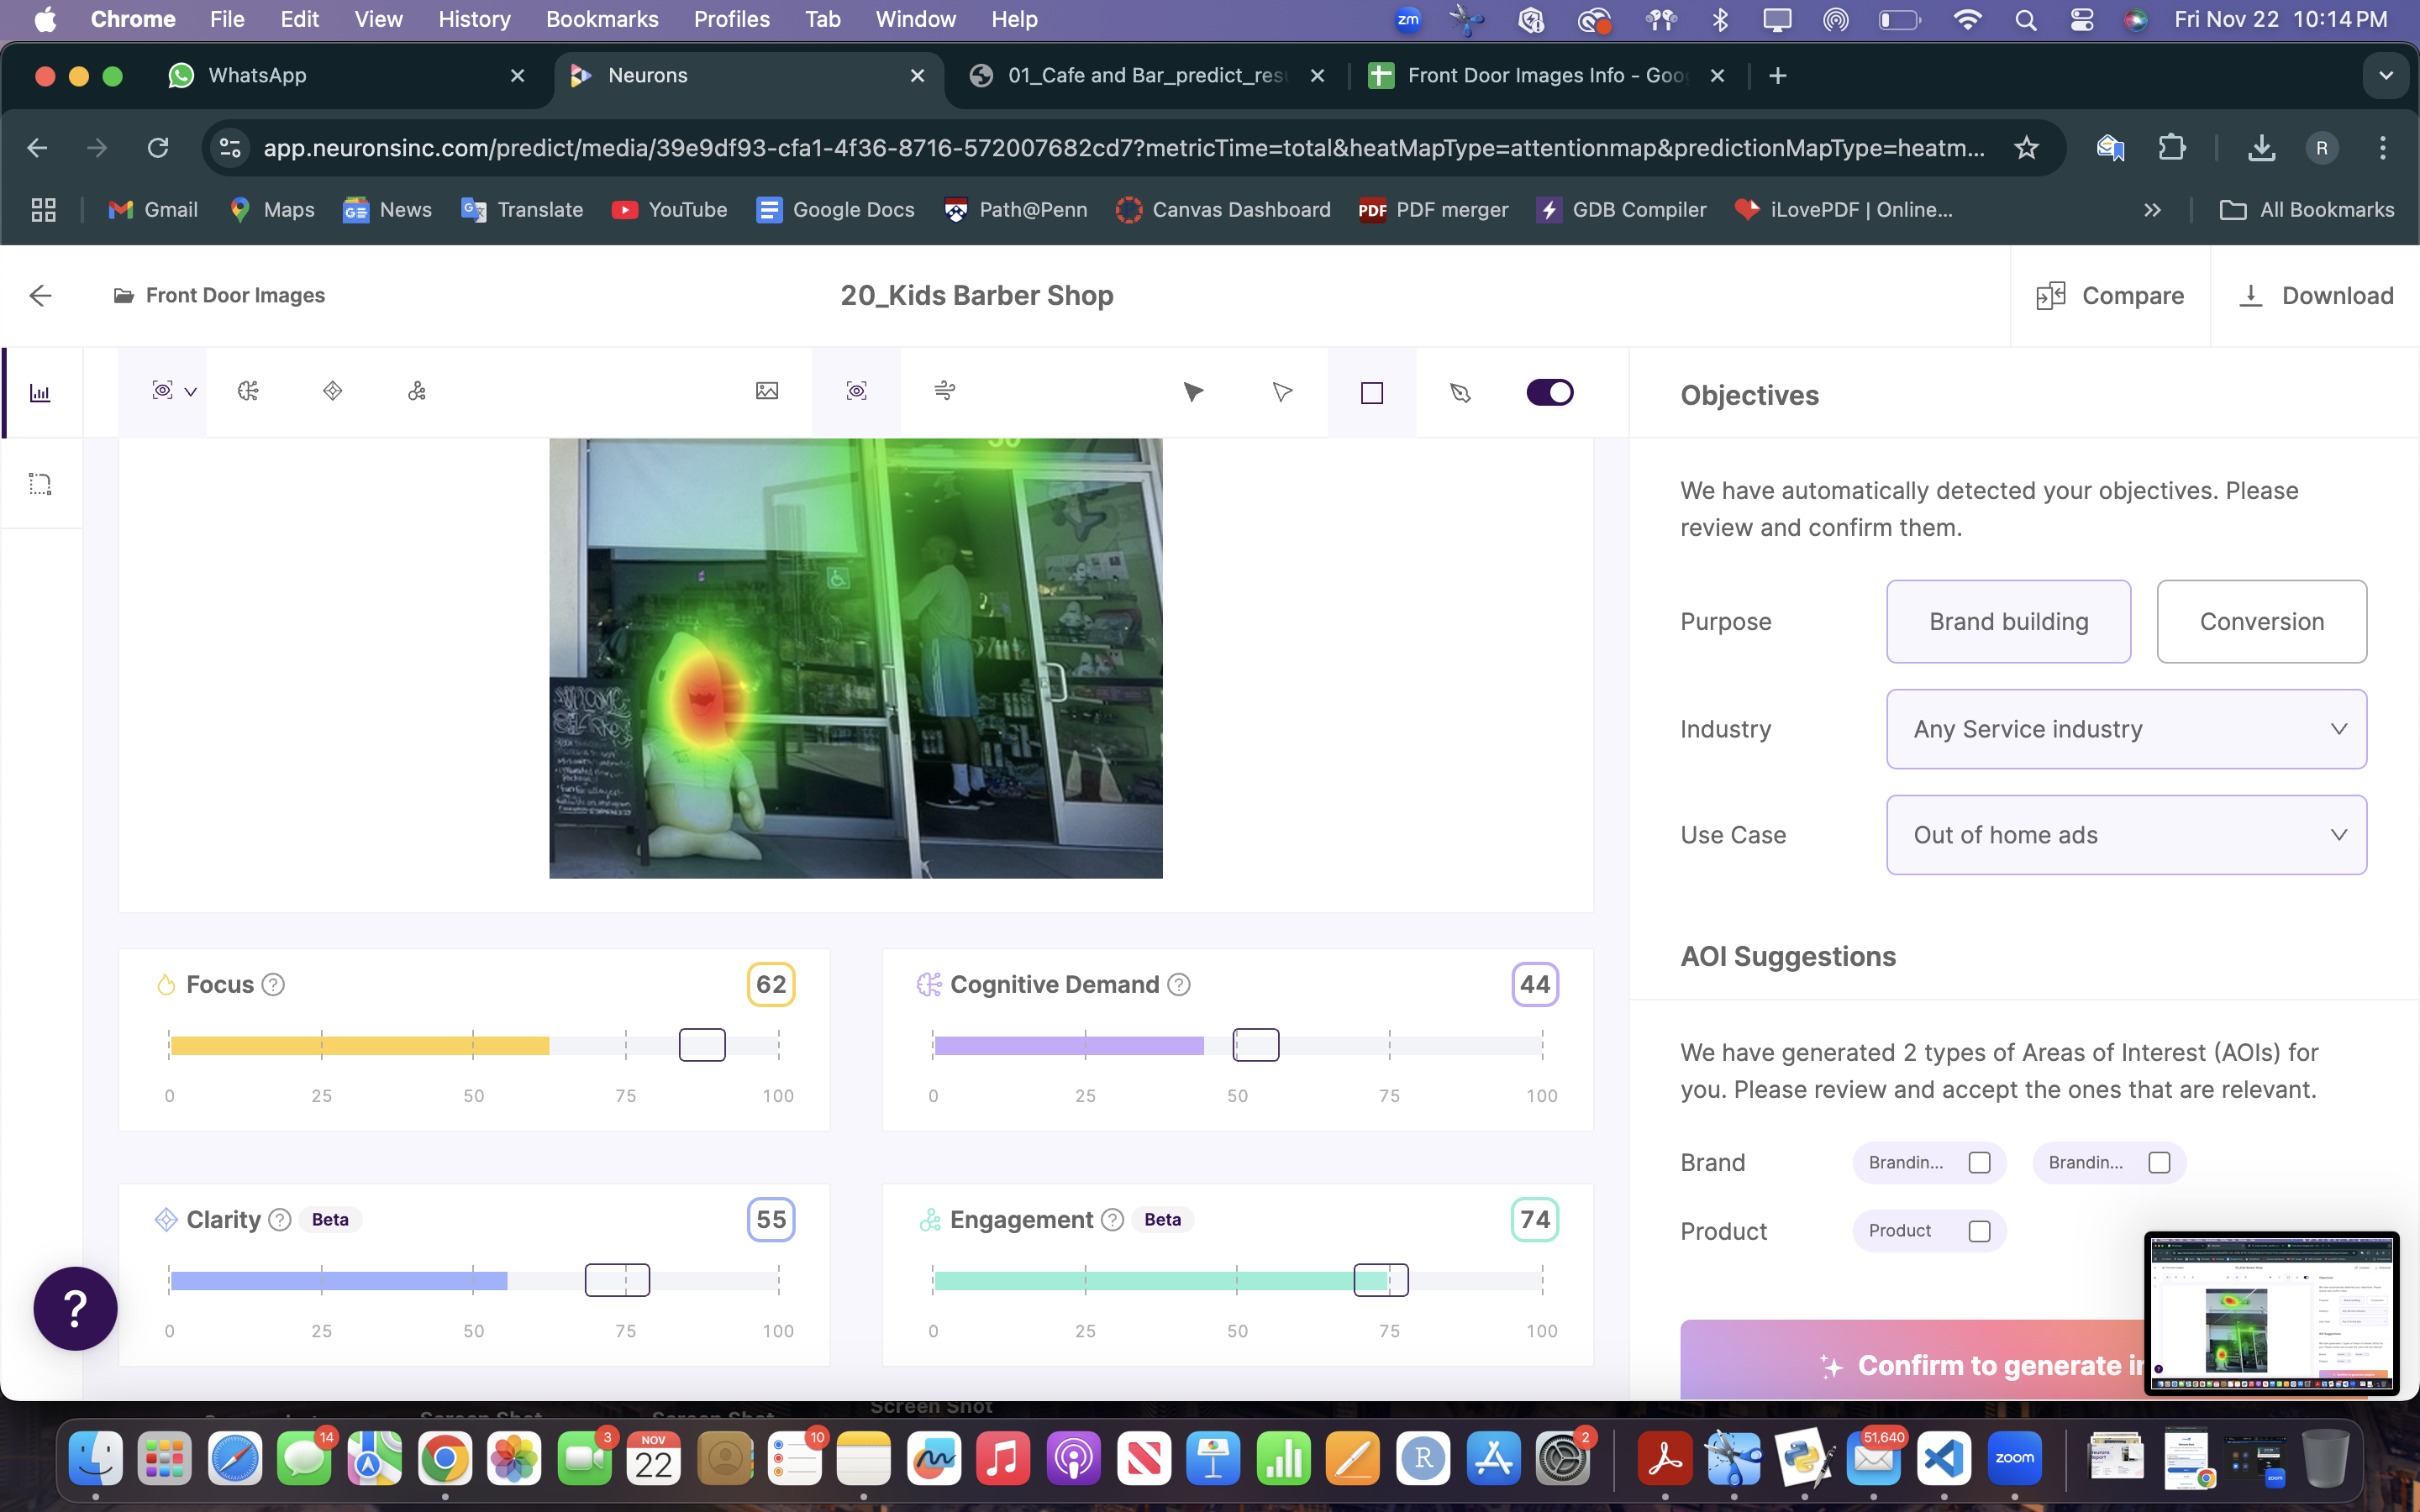 Chrome File Edit View History Bookmarks Profiles Tab Window Help
zm
Fri Nov 22 10:14 PM
WhatsApp
Neurons
01_Cafe and Bar_predict_resu
Front Door Images Info - Goo
app.neuronsinc.com/predict/media/39e9df93-cfa1-4f36-8716-572007682cd7?metricTime=total&heatMapType=attentionmap&predictionMapType=heatm...
R
Gmail Maps News Translate YouTube Google Docs Path@Penn Canvas Dashboard PDF PDF merger GDB Compiler iLovePDF | Online... All Bookmarks
Front Door Images
20_Kids Barber Shop
Compare
Download
Objectives
We have automatically detected your objectives. Please
review and confirm them.
Purpose
Brand building
Conversion
Industry
Any Service industry
Use Case
Out of home ads
AOI Suggestions
We have generated 2 types of Areas of Interest (AOIs) for
you. Please review and accept the ones that are relevant.
Brand
Brandin...
Brandin...
Product
Product
Confirm to generate
Focus ? 62
0 25 50 75 100
Cognitive Demand ? 44
0 25 50 75 100
Clarity ? Beta 55
0 25 50 75 100
Engagement ? Beta 74
0 25 50 75 100
?
Screen Shot
14
3
NOV
22
10
R
2
51,640
zoom